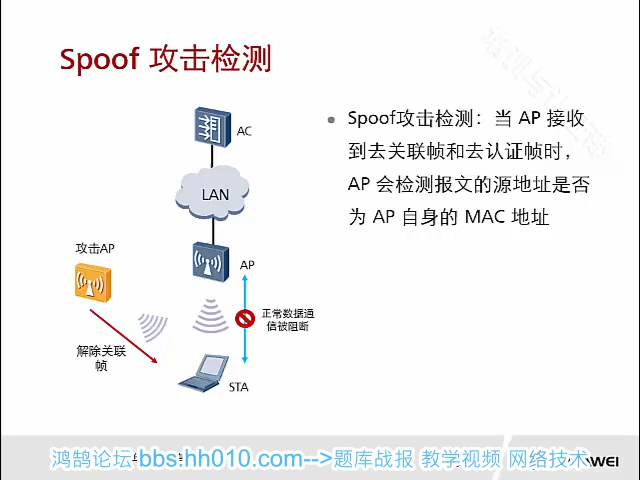 Spoof 攻击检测
AC
LAN
攻击AP
AP
正常数据通
信被阻断
解除关联
帧
STA
Spoof攻击检测：当 AP 接收
到去关联帧和去认证帧时，
AP 会检测报文的源地址是否
为 AP 自身的 MAC 地址
鸿鹄论坛 bbs.hh010.com-->题库战报 教学视频 网络技术